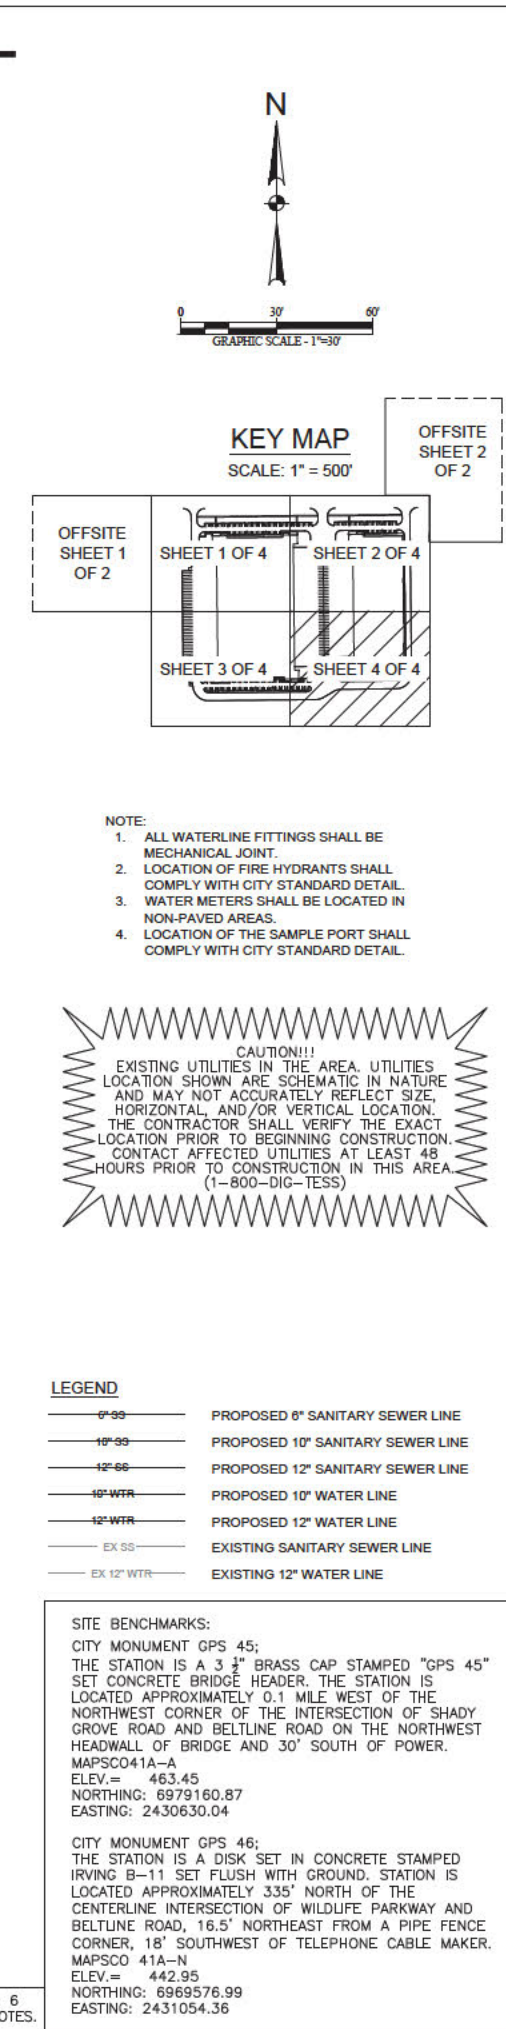 N
0 30' 60'
GRAPHIC SCALE - 1"=30'
KEY MAP
SCALE: 1" = 500'
OFFSITE
SHEET 2
OF 2
OFFSITE
SHEET 1
OF 2
SHEET 1 OF 4
SHEET 2 OF 4
SHEET 3 OF 4
SHEET 4 OF 4
NOTE:
1. ALL WATERLINE FITTINGS SHALL BE
MECHANICAL JOINT.
2. LOCATION OF FIRE HYDRANTS SHALL
COMPLY WITH CITY STANDARD DETAIL.
3. WATER METERS SHALL BE LOCATED IN
NON-PAVED AREAS.
4. LOCATION OF THE SAMPLE PORT SHALL
COMPLY WITH CITY STANDARD DETAIL.
CAUTION!!!
EXISTING UTILITIES IN THE AREA. UTILITIES
LOCATION SHOWN ARE SCHEMATIC IN NATURE
AND MAY NOT ACCURATELY REFLECT SIZE,
HORIZONTAL, AND/OR VERTICAL LOCATION.
THE CONTRACTOR SHALL VERIFY THE EXACT
LOCATION PRIOR TO BEGINNING CONSTRUCTION.
CONTACT AFFECTED UTILITIES AT LEAST 48
HOURS PRIOR TO CONSTRUCTION IN THIS AREA.
(1-800-DIG-TESS)
LEGEND
6" SS PROPOSED 6" SANITARY SEWER LINE
10" SS PROPOSED 10" SANITARY SEWER LINE
12" SS PROPOSED 12" SANITARY SEWER LINE
10" WTR PROPOSED 10" WATER LINE
12" WTR PROPOSED 12" WATER LINE
EX SS EXISTING SANITARY SEWER LINE
EX 12" WTR EXISTING 12" WATER LINE
SITE BENCHMARKS:
CITY MONUMENT GPS 45;
THE STATION IS A 3 ½" BRASS CAP STAMPED "GPS 45"
SET CONCRETE BRIDGE HEADER. THE STATION IS
LOCATED APPROXIMATELY 0.1 MILE WEST OF THE
NORTHWEST CORNER OF THE INTERSECTION OF SHADY
GROVE ROAD AND BELTLINE ROAD ON THE NORTHWEST
HEADWALL OF BRIDGE AND 30' SOUTH OF POWER.
MAPSCO41A-A
ELEV.= 463.45
NORTHING: 6979160.87
EASTING: 2430630.04
CITY MONUMENT GPS 46;
THE STATION IS A DISK SET IN CONCRETE STAMPED
IRVING B-11 SET FLUSH WITH GROUND. STATION IS
LOCATED APPROXIMATELY 335' NORTH OF THE
CENTERLINE INTERSECTION OF WILDLIFE PARKWAY AND
BELTLINE ROAD, 16.5' NORTHEAST FROM A PIPE FENCE
CORNER, 18' SOUTHWEST OF TELEPHONE CABLE MAKER.
MAPSCO 41A-N
ELEV.= 442.95
NORTHING: 6969576.99
EASTING: 2431054.36
6
OTES.